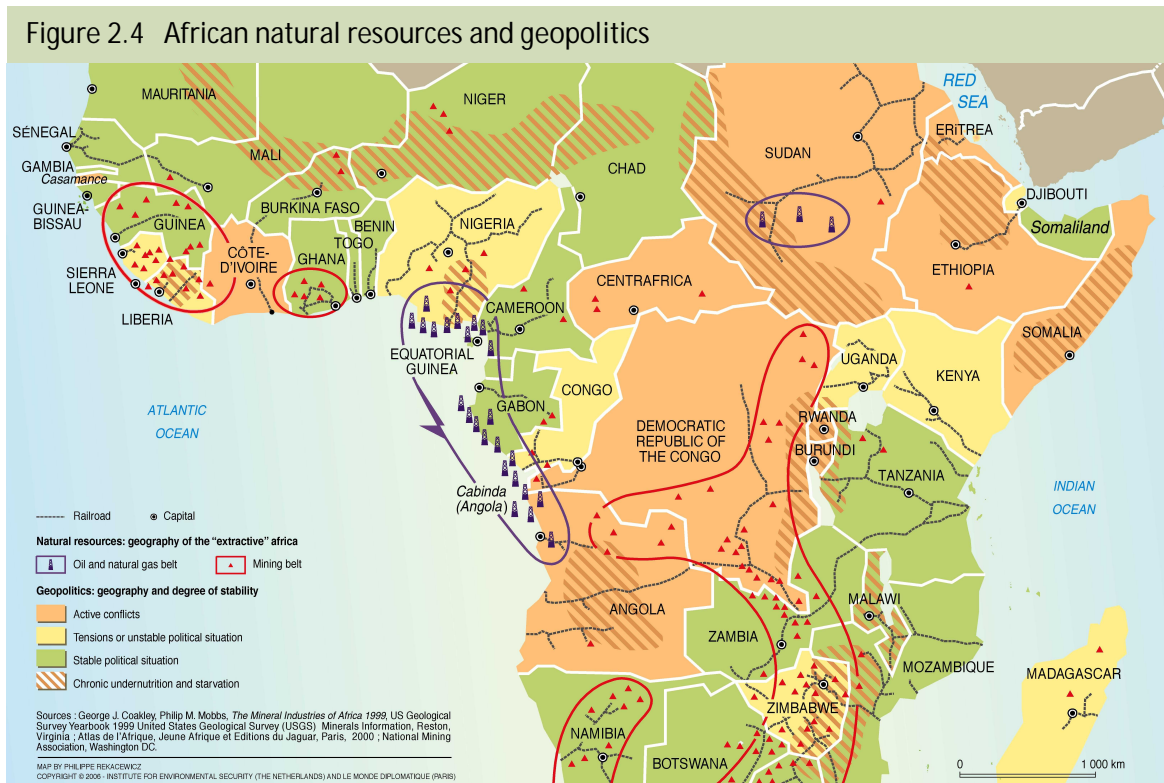 Figure 2.4 African natural resources and geopolitics
RED
SEA
MAURITANIA
NIGER
SÉNÉGAL
ERiTREA
MALI
SUDAN
CHAD
GAMBIA
Casamance
DJIBOUTI
GUINEA-
BISSAU
BURKINA FASO
BENIN
TOGO
NIGERIA
GUINEA
Somaliland
CÔTE-
D'IVOIRE
GHANA
SIERRA
LEONE
ETHIOPIA
CENTRAFRICA
LIBERIA
CAMEROON
SOMALIA
EQUATORIAL
GUINEA
UGANDA
KENYA
CONGO
ATLANTIC
OCEAN
GABON
RWANDA
DEMOCRATIC
REPUBLIC OF
THE CONGO
BURUNDI
TANZANIA
Cabinda
(Angola)
INDIAN
OCEAN
Railroad
Capital
Natural resources: geography of the “extractive” africa
Oil and natural gas belt
Mining belt
Geopolitics: geography and degree of stability
Active conflicts
Tensions or unstable political situation
Stable political situation
Chronic undernutrition and starvation
ANGOLA
MALAWI
ZAMBIA
MOZAMBIQUE
MADAGASCAR
ZIMBABWE
NAMIBIA
BOTSWANA
Sources : George J. Coakley, Philip M. Mobbs, The Mineral Industries of Africa 1999, US Geological
Survey Yearbook 1999 United States Geological Survey (USGS) Minerals Information, Reston,
Virginia ; Atlas de l'Afrique, Jeune Afrique et Editions du Jaguar, Paris, 2000 ; National Mining
Association, Washington DC.
MAP BY PHILIPPE REKACEWICZ
COPYRIGHT © 2006 - INSTITUTE FOR ENVIRONMENTAL SECURITY (THE NETHERLANDS) AND LE MONDE DIPLOMATIQUE (PARIS)
0 1 000 km